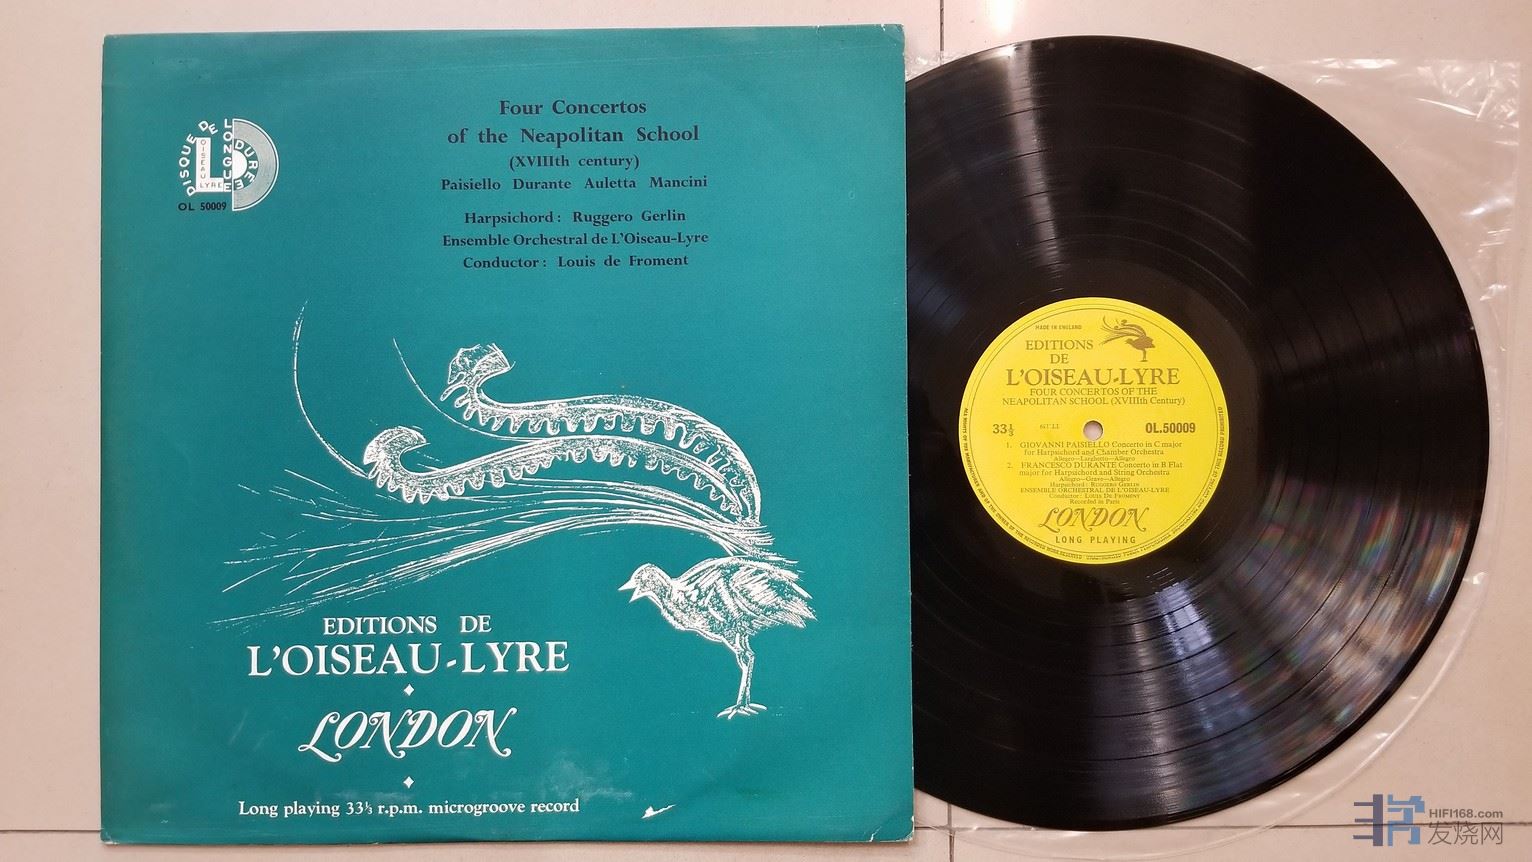 DISQUE DE LONGUE DURÉE
L'OISEAU LYRE
OL 50009
Four Concertos
of the Neapolitan School
(XVIIIth century)
Paisiello Durante Auletta Mancini
Harpsichord: Ruggero Gerlin
Ensemble Orchestral de L'Oiseau-Lyre
Conductor: Louis de Froment
EDITIONS DE
L'OISEAU-LYRE
LONDON
Long playing 33⅓ r.p.m. microgroove record
MADE IN ENGLAND
EDITIONS
DE
L'OISEAU-LYRE
FOUR CONCERTOS OF THE
NEAPOLITAN SCHOOL (XVIIIth Century)
33⅓
OL.50009
1. GIOVANNI PAISIELLO Concerto in C major
for Harpsichord and Chamber Orchestra
Allegro—Larghetto—Allegro
2. FRANCESCO DURANTE Concerto in B Flat
major for Harpsichord and String Orchestra
Allegro—Grave—Allegro
Harpsichord: RUGGERO GERLIN
ENSEMBLE ORCHESTRAL DE L'OISEAU-LYRE
Conductor: LOUIS DE FROMENT
Recorded in Paris
LONDON
LONG PLAYING
HIFI168.com
发烧网